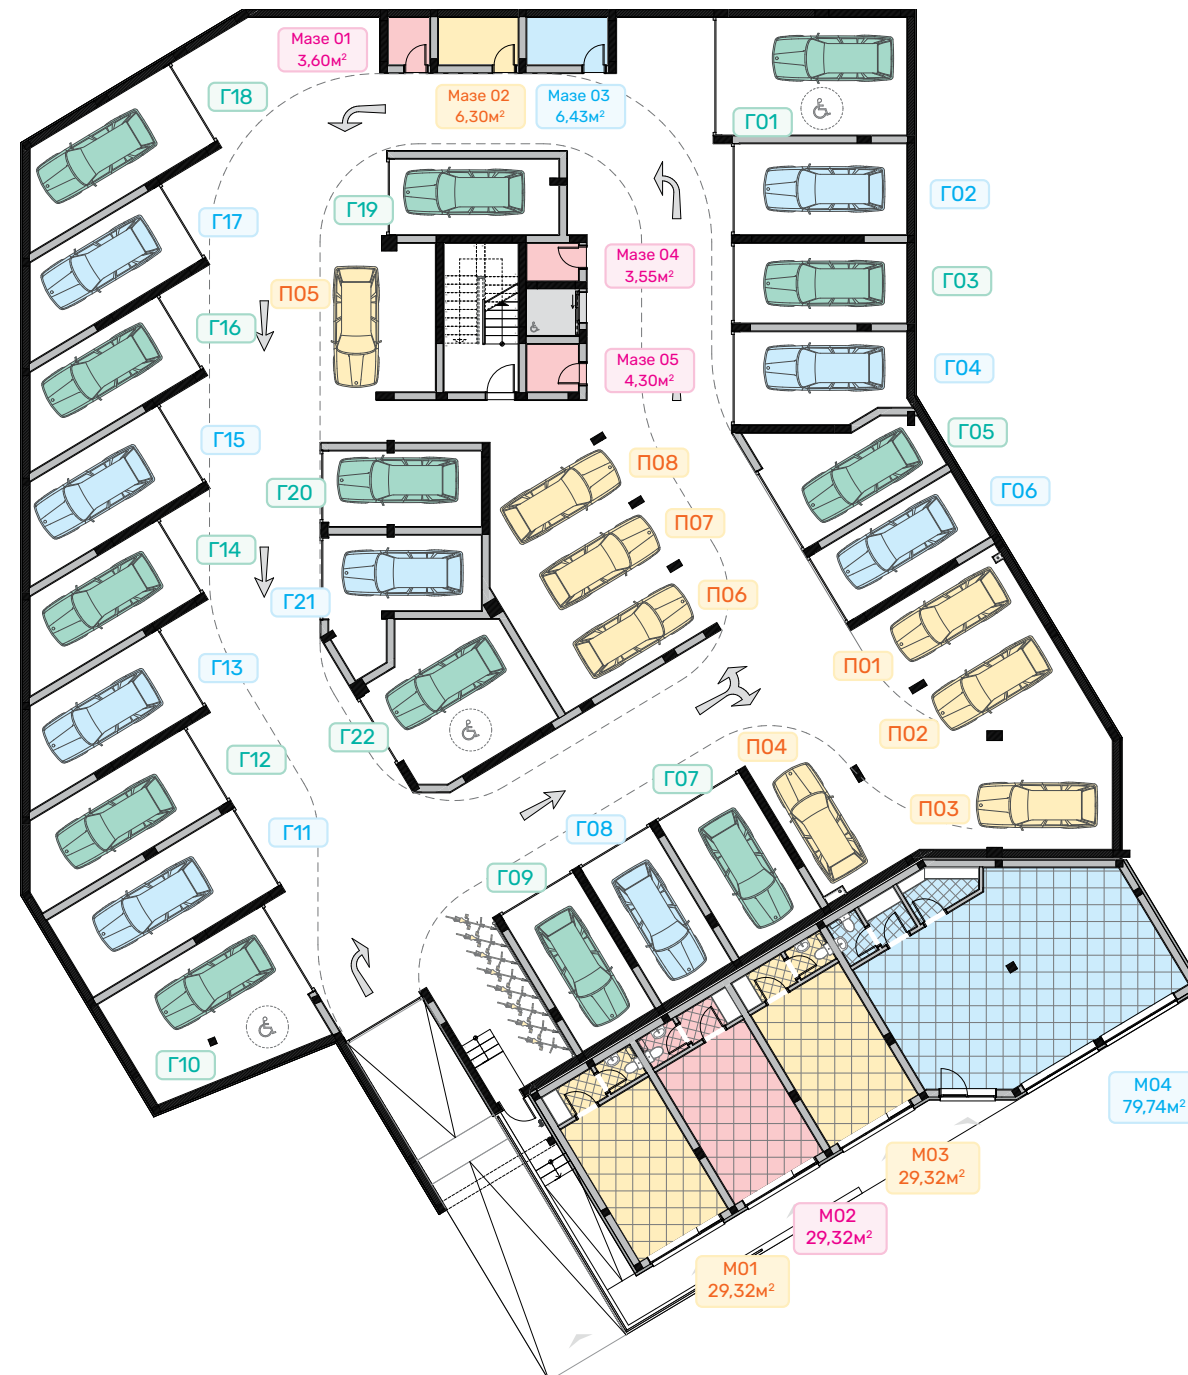 Мазе 01
3,60м²
Г18
Мазе 02
6,30м²
Мазе 03
6,43м²
Г01
Г02
Г17
Г19
Мазе 04
3,55м²
Г03
П05
Г16
Мазе 05
4,30м²
Г04
Г15
Г05
П08
Г20
Г06
П07
Г14
Г21
П06
Г13
П01
Г22
П02
Г12
П04
Г07
П03
Г11
Г08
Г09
Г10
М04
79,74м²
М03
29,32м²
М02
29,32м²
М01
29,32м²